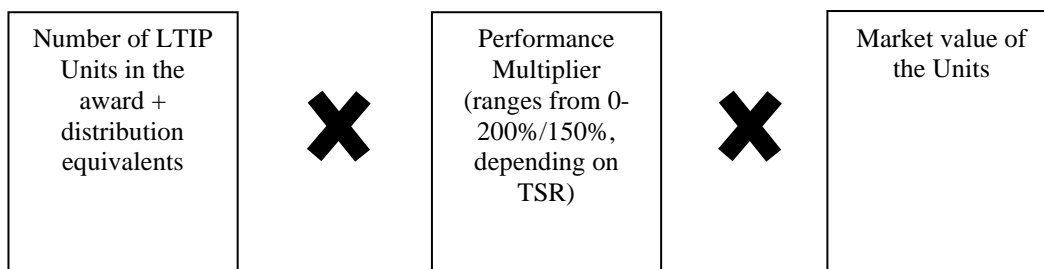 Number of LTIP
Units in the
award +
distribution
equivalents
Performance
Multiplier
(ranges from 0-
200%/150%,
depending on
TSR)
Market value of
the Units